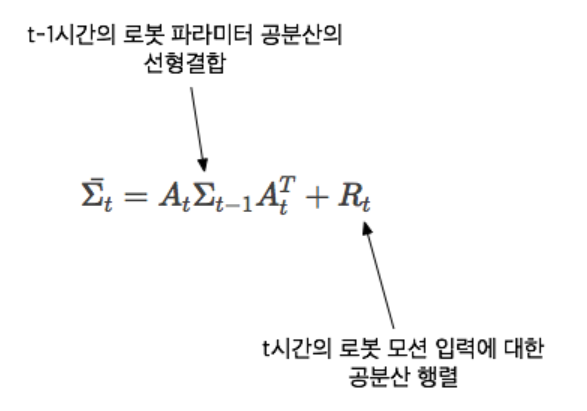 t-1시간의 로봇 파라미터 공분산의
선형결합
$\bar{\Sigma}_t = A_t \Sigma_{t-1} A_t^T + R_t$
t시간의 로봇 모션 입력에 대한
공분산 행렬